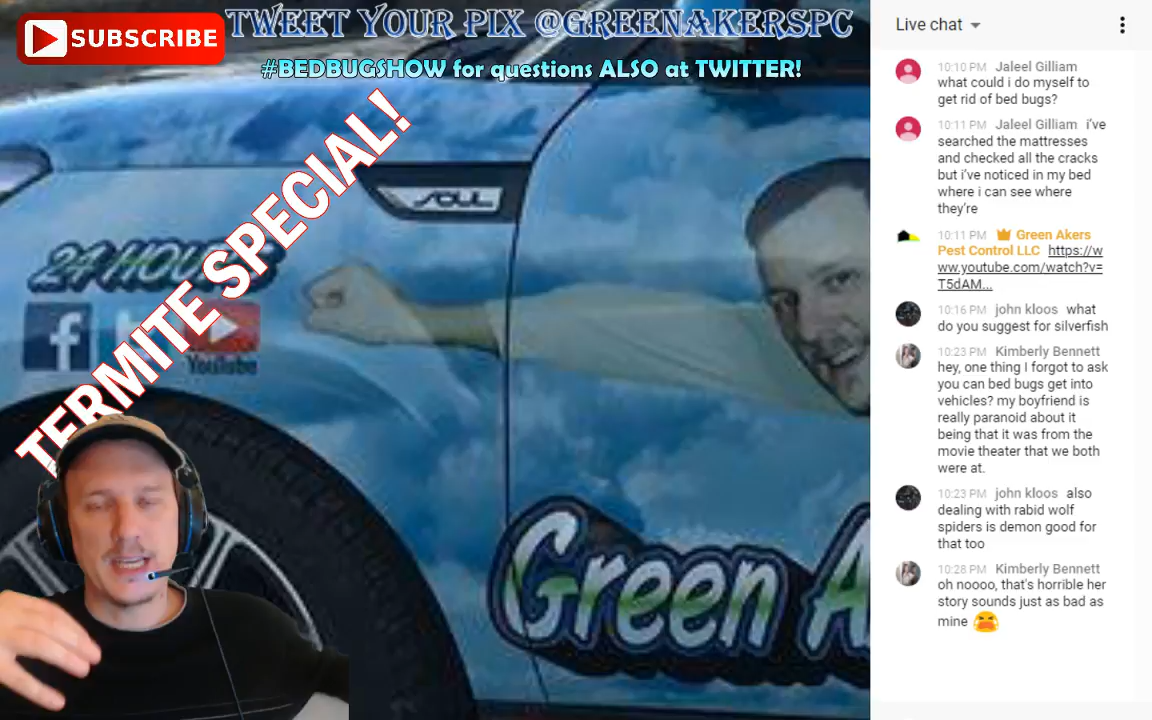 SUBSCRIBE
TWEET YOUR PIX @GREENAKERSPC
#BEDBUGSHOW for questions ALSO at TWITTER!
TERMITE SPECIAL!
SOUL
24 HOURS
f
Youtube
Green A
Live chat
10:10 PM Jaleel Gilliam
what could i do myself to
get rid of bed bugs?
10:11 PM Jaleel Gilliam i've
searched the mattresses
and checked all the cracks
but i've noticed in my bed
where i can see where
they're
10:11 PM Green Akers
Pest Control LLC https://w
ww.youtube.com/watch?v=
T5dAM...
10:16 PM john kloos what
do you suggest for silverfish
10:23 PM Kimberly Bennett
hey, one thing I forgot to ask
you can bed bugs get into
vehicles? my boyfriend is
really paranoid about it
being that it was from the
movie theater that we both
were at.
10:23 PM john kloos also
dealing with rabid wolf
spiders is demon good for
that too
10:28 PM Kimberly Bennett
oh noooo, that's horrible her
story sounds just as bad as
mine 😫